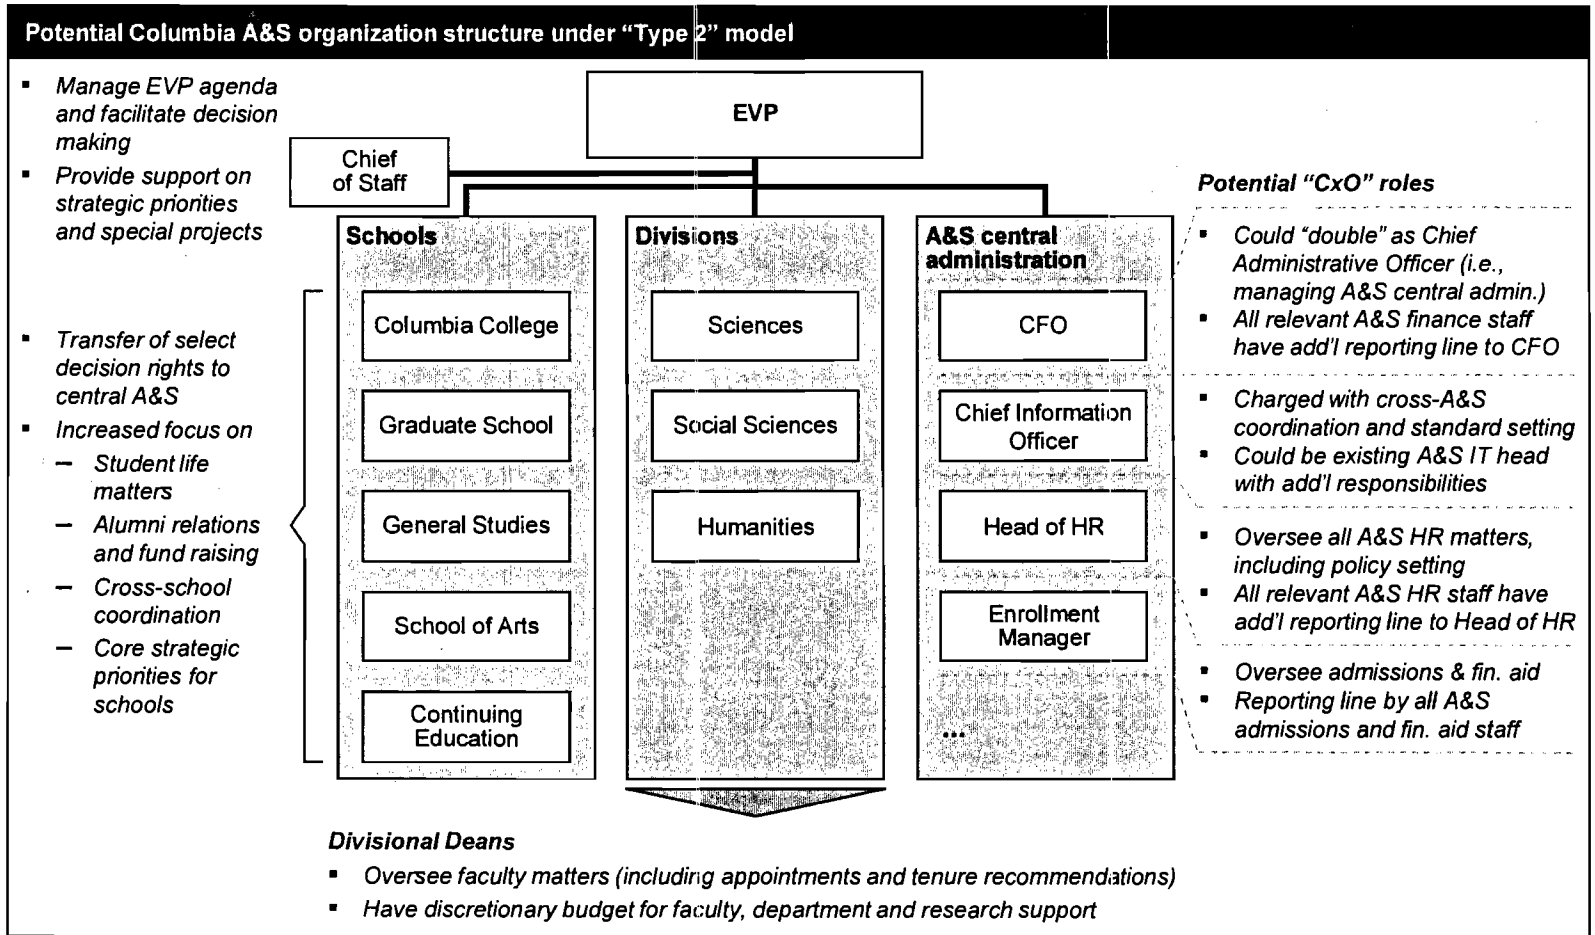 Potential Columbia A&S organization structure under “Type 2” model
▪ Manage EVP agenda
and facilitate decision
making
▪ Provide support on
strategic priorities
and special projects
EVP
Chief
of Staff
▪ Transfer of select
decision rights to
central A&S
▪ Increased focus on
– Student life
matters
– Alumni relations
and fund raising
– Cross-school
coordination
– Core strategic
priorities for
schools
Schools
Columbia College
Graduate School
General Studies
School of Arts
Continuing
Education
Divisions
Sciences
Social Sciences
Humanities
A&S central
administration
CFO
Chief Information
Officer
Head of HR
Enrollment
Manager
...
Potential “CxO” roles
▪ Could “double” as Chief
Administrative Officer (i.e.,
managing A&S central admin.)
▪ All relevant A&S finance staff
have add'l reporting line to CFO
▪ Charged with cross-A&S
coordination and standard setting
▪ Could be existing A&S IT head
with add'l responsibilities
▪ Oversee all A&S HR matters,
including policy setting
▪ All relevant A&S HR staff have
add'l reporting line to Head of HR
▪ Oversee admissions & fin. aid
▪ Reporting line by all A&S
admissions and fin. aid staff
Divisional Deans
▪ Oversee faculty matters (including appointments and tenure recommendations)
▪ Have discretionary budget for faculty, department and research support